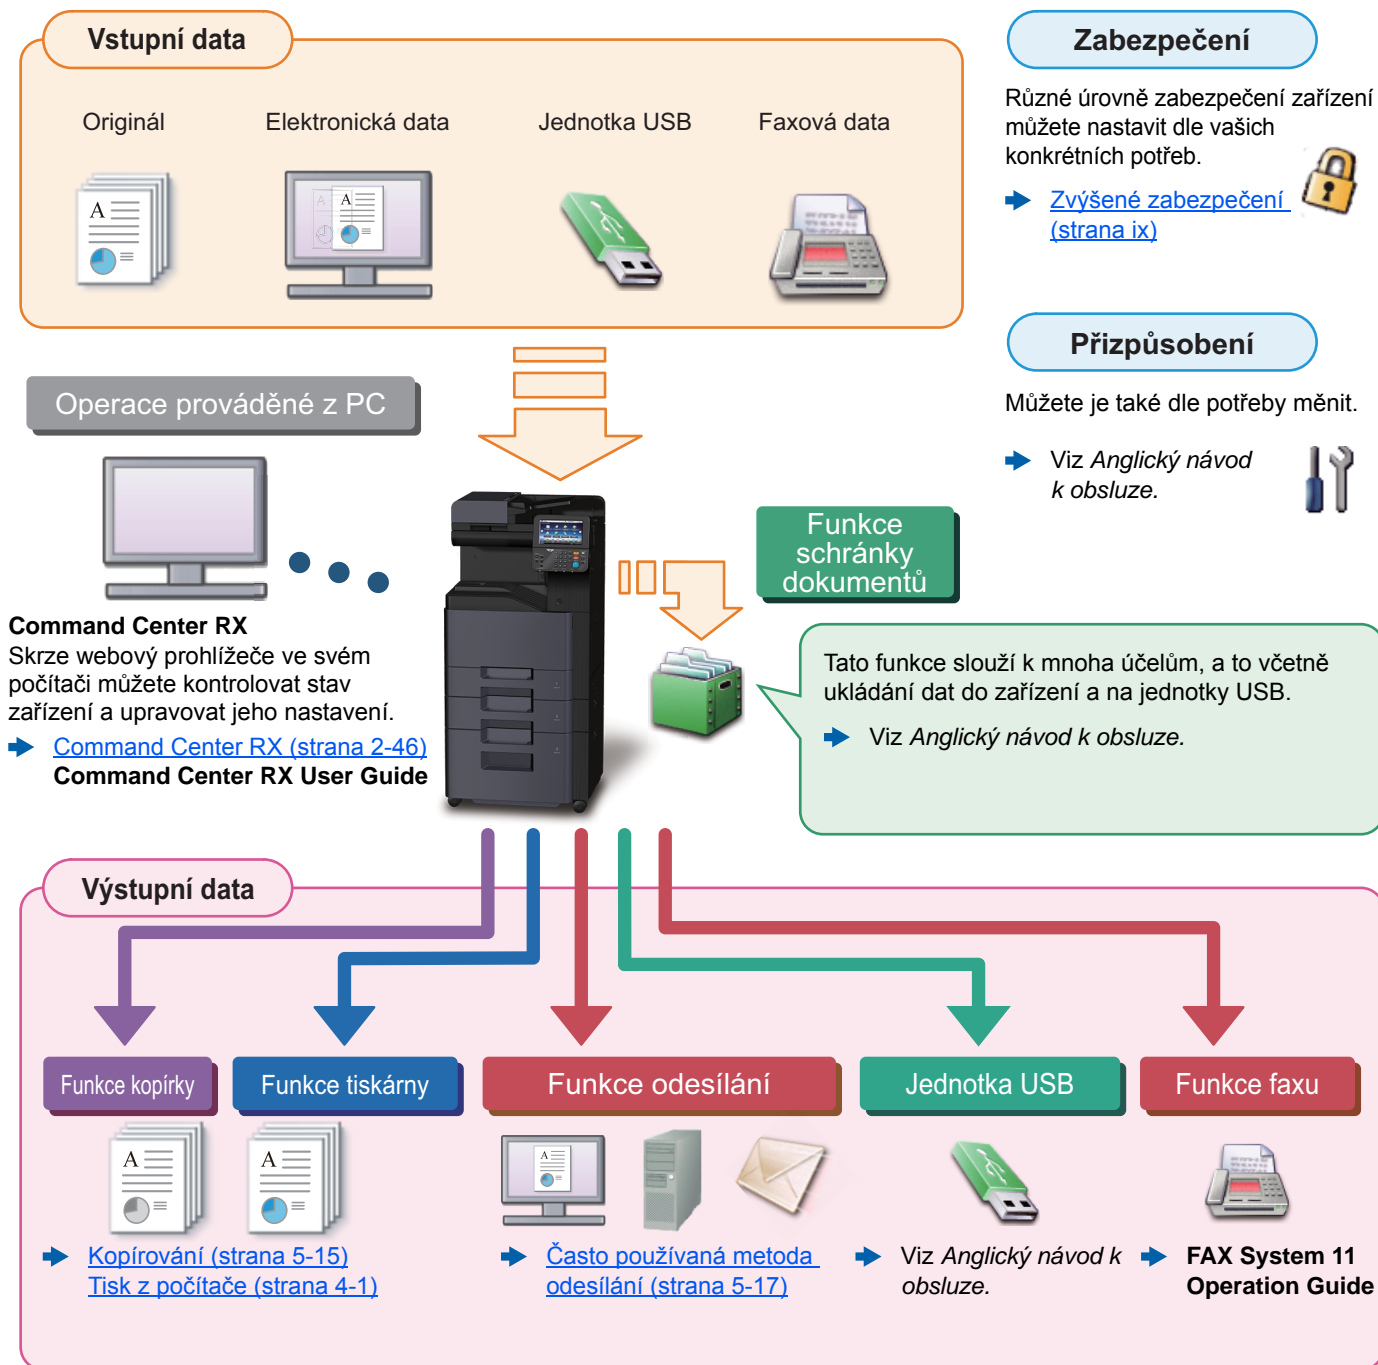 Vstupní data
Originál
Elektronická data
Jednotka USB
Faxová data
Zabezpečení
Různé úrovně zabezpečení zařízení
můžete nastavit dle vašich
konkrétních potřeb.
Zvýšené zabezpečení
(strana ix)
Přizpůsobení
Můžete je také dle potřeby měnit.
Viz Anglický návod
k obsluze.
Operace prováděné z PC
Command Center RX
Skrze webový prohlížeče ve svém
počítači můžete kontrolovat stav
zařízení a upravovat jeho nastavení.
Command Center RX (strana 2-46)
Command Center RX User Guide
Funkce
schránky
dokumentů
Tato funkce slouží k mnoha účelům, a to včetně
ukládání dat do zařízení a na jednotky USB.
Viz Anglický návod k obsluze.
Výstupní data
Funkce kopírky
Funkce tiskárny
Funkce odesílání
Jednotka USB
Funkce faxu
A
A
A
A
A
A
Kopírování (strana 5-15)
Tisk z počítače (strana 4-1)
Často používaná metoda
odesílání (strana 5-17)
Viz Anglický návod k
obsluze.
FAX System 11
Operation Guide